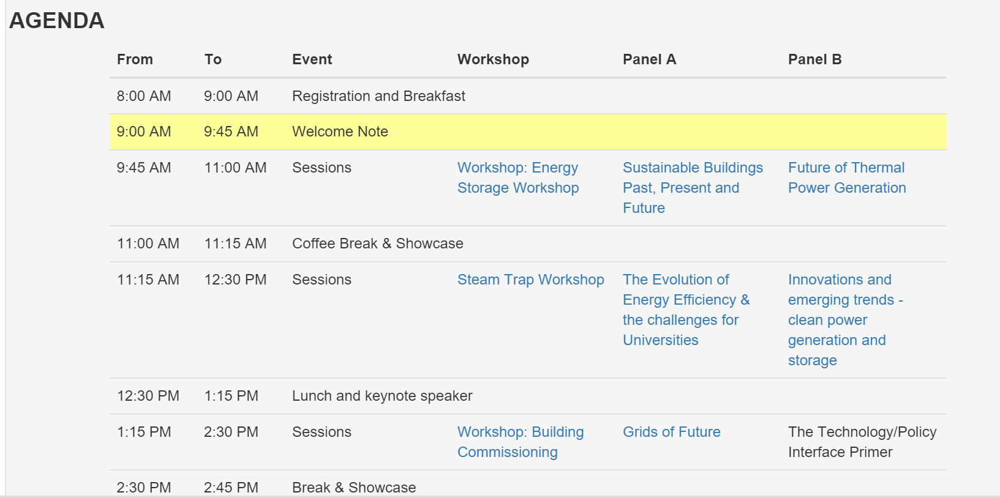 AGENDA
From To Event Workshop Panel A Panel B
8:00 AM 9:00 AM Registration and Breakfast
9:00 AM 9:45 AM Welcome Note
9:45 AM 11:00 AM Sessions Workshop: Energy Sustainable Buildings Future of Thermal
Storage Workshop Past, Present and Power Generation
Future
11:00 AM 11:15 AM Coffee Break & Showcase
11:15 AM 12:30 PM Sessions Steam Trap Workshop The Evolution of Innovations and
Energy Efficiency & emerging trends -
the challenges for clean power
Universities generation and
storage
12:30 PM 1:15 PM Lunch and keynote speaker
1:15 PM 2:30 PM Sessions Workshop: Building Grids of Future The Technology/Policy
Commissioning Interface Primer
2:30 PM 2:45 PM Break & Showcase